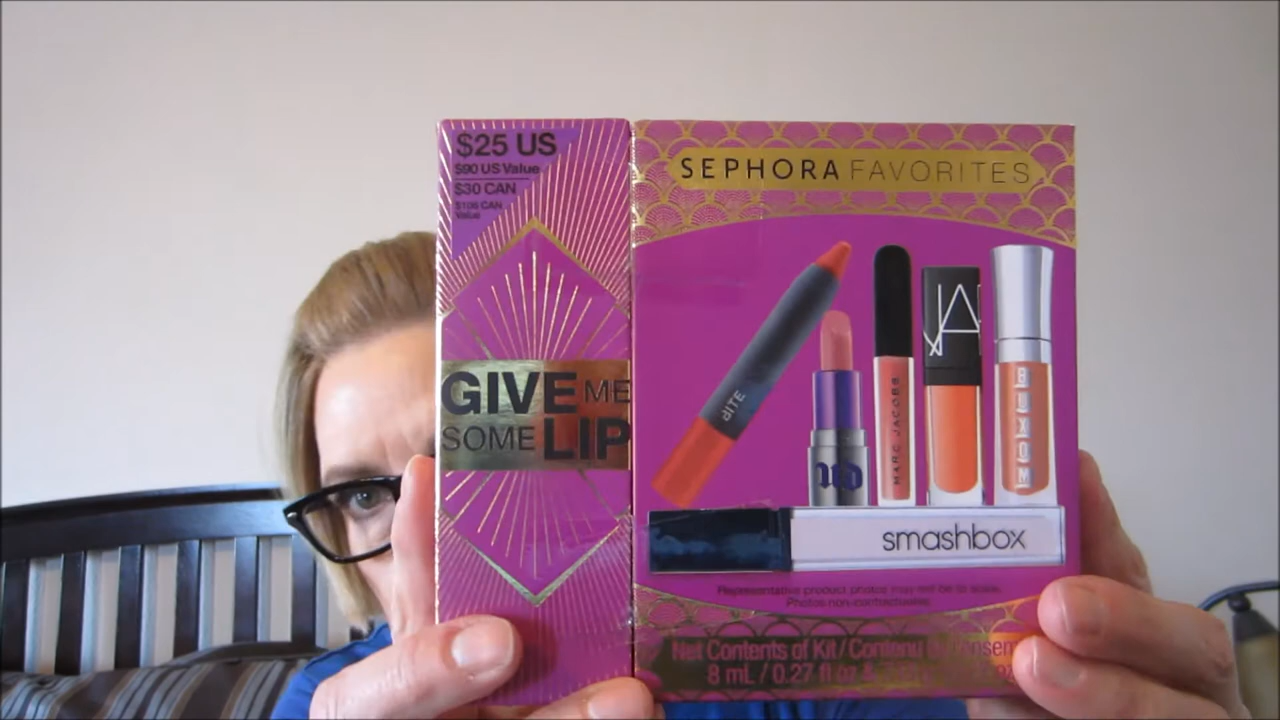 $25 US
$90 US Value
$30 CAN
$106 CAN
Value
GIVE ME
SOME LIP
SEPHORA FAVORITES
BITE
UD
MARC JACOBS
NARS
BUXOM
smashbox
Representative product photos may not be to scale.
Photos non-contractuelles.
Net Contents of Kit / Contenu
8 mL / 0.27 fl oz &